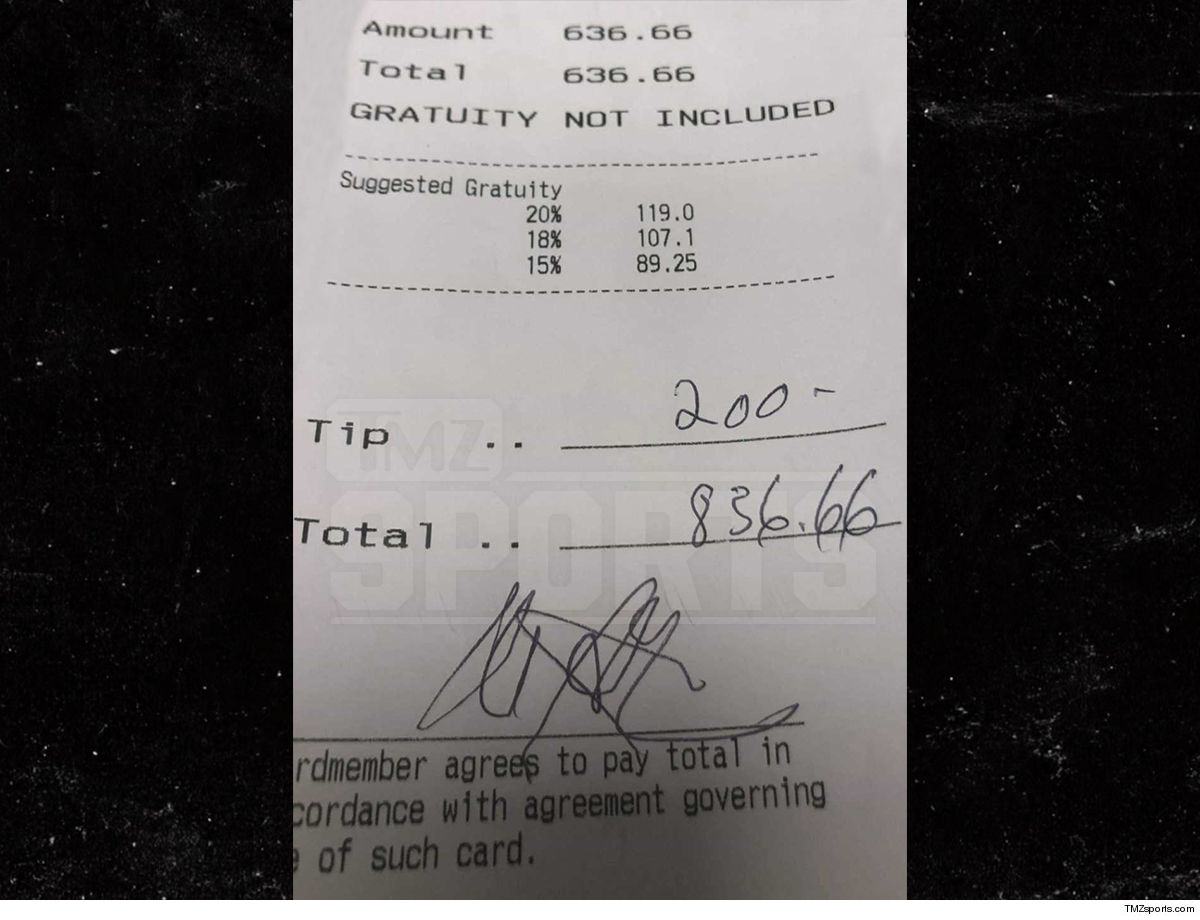 Amount 636.66
Total 636.66
GRATUITY NOT INCLUDED
Suggested Gratuity
20% 119.0
18% 107.1
15% 89.25
Tip .. 200-
TMZ
SPORTS
Total .. 836.66
rdmember agrees to pay total in
cordance with agreement governing
e of such card.
TMZsports.com